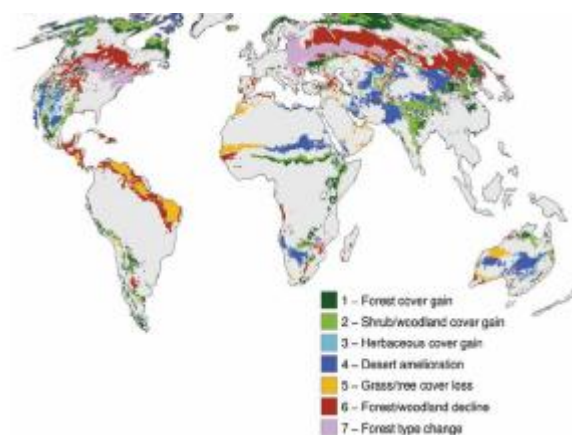 1 – Forest cover gain
2 – Shrub/woodland cover gain
3 – Herbaceous cover gain
4 – Desert amelioration
5 – Grass/tree cover loss
6 – Forest/woodland decline
7 – Forest type change